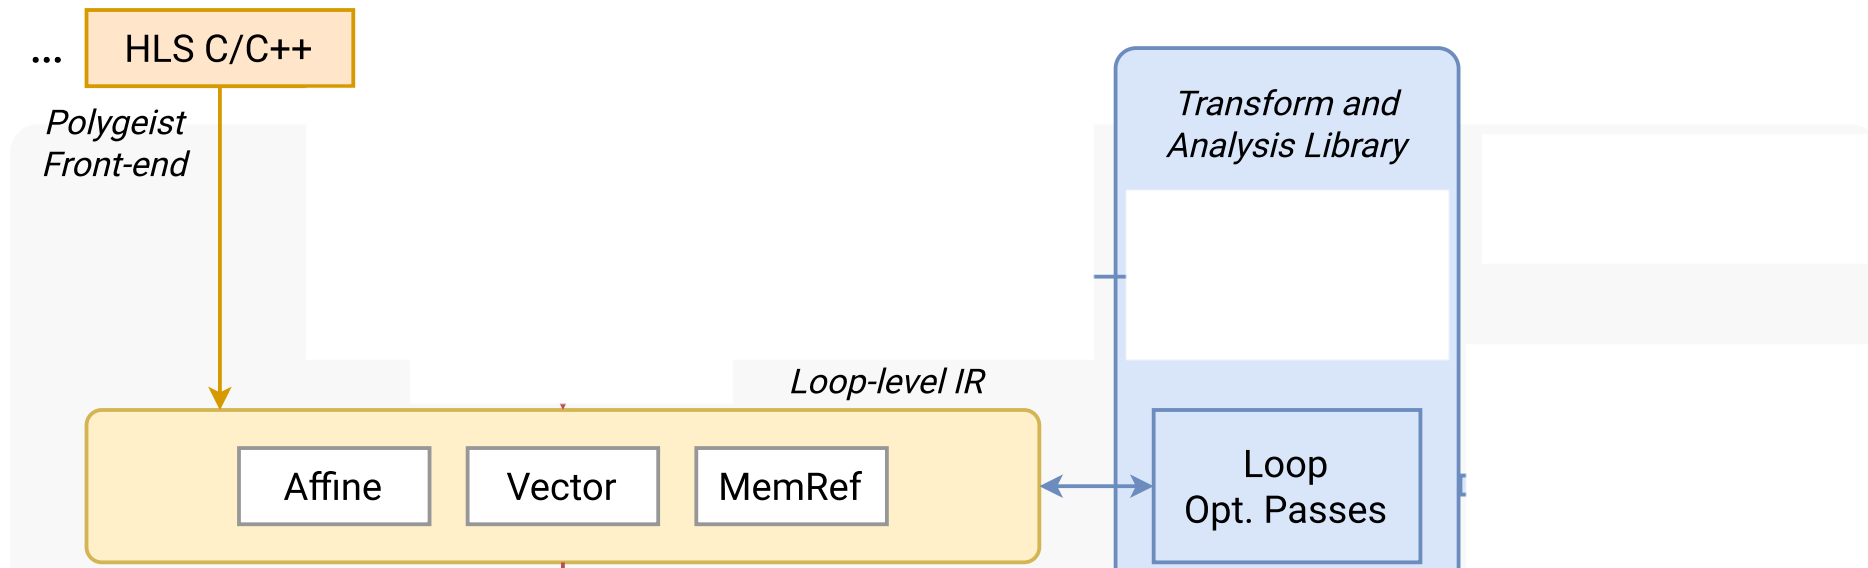 ... HLS C/C++
Polygeist
Front-end
Transform and
Analysis Library
Loop-level IR
Affine Vector MemRef
Loop
Opt. Passes